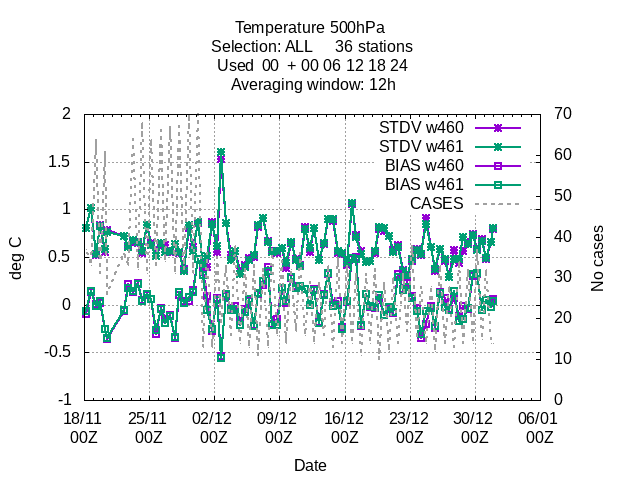 Temperature 500hPa
Selection: ALL 36 stations
Used 00 + 00 06 12 18 24
Averaging window: 12h
2 70
STDV w460
STDV w461
BIAS w460
BIAS w461
CASES
1.5 60
1 50
0.5 40
0 30
-0.5 20
-1 10
0
deg C
No cases
18/11 25/11 02/12 09/12 16/12 23/12 30/12 06/01
00Z 00Z 00Z 00Z 00Z 00Z 00Z 00Z
Date